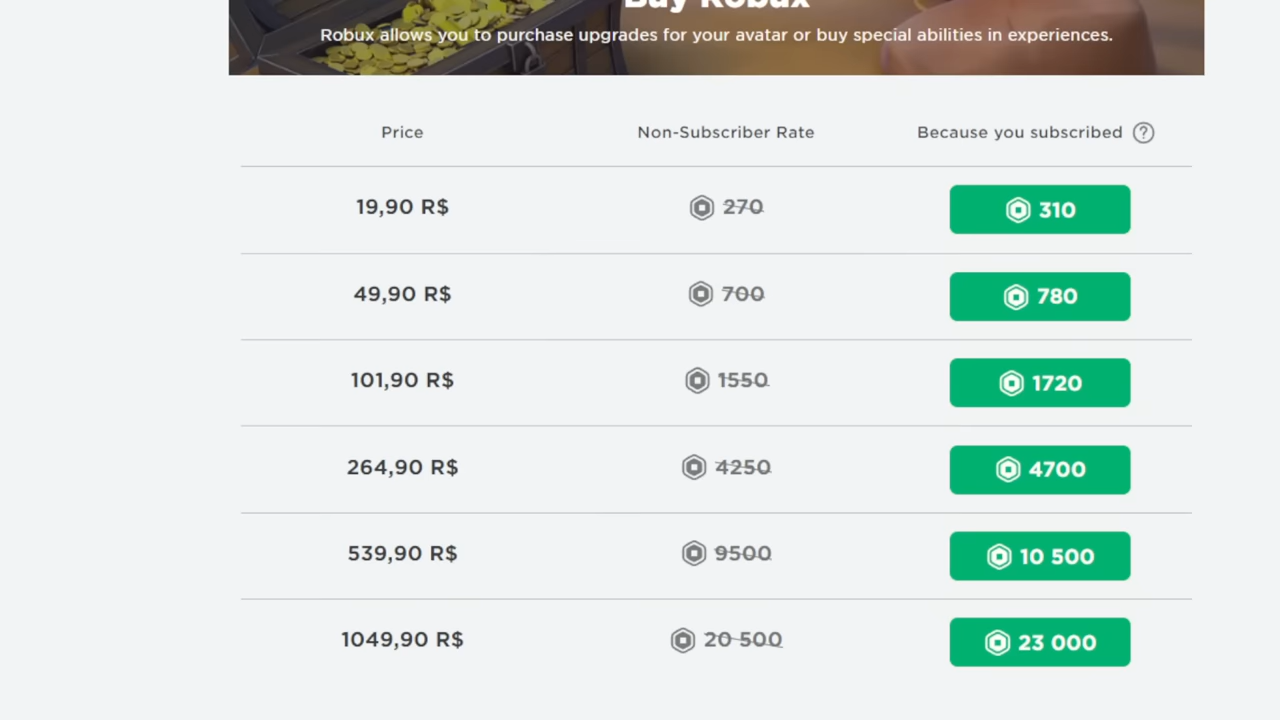 Buy Robux
Robux allows you to purchase upgrades for your avatar or buy special abilities in experiences.
Price Non-Subscriber Rate Because you subscribed ?
19,90 R$ 270 310
49,90 R$ 700 780
101,90 R$ 1550 1720
264,90 R$ 4250 4700
539,90 R$ 9500 10 500
1049,90 R$ 20 500 23 000